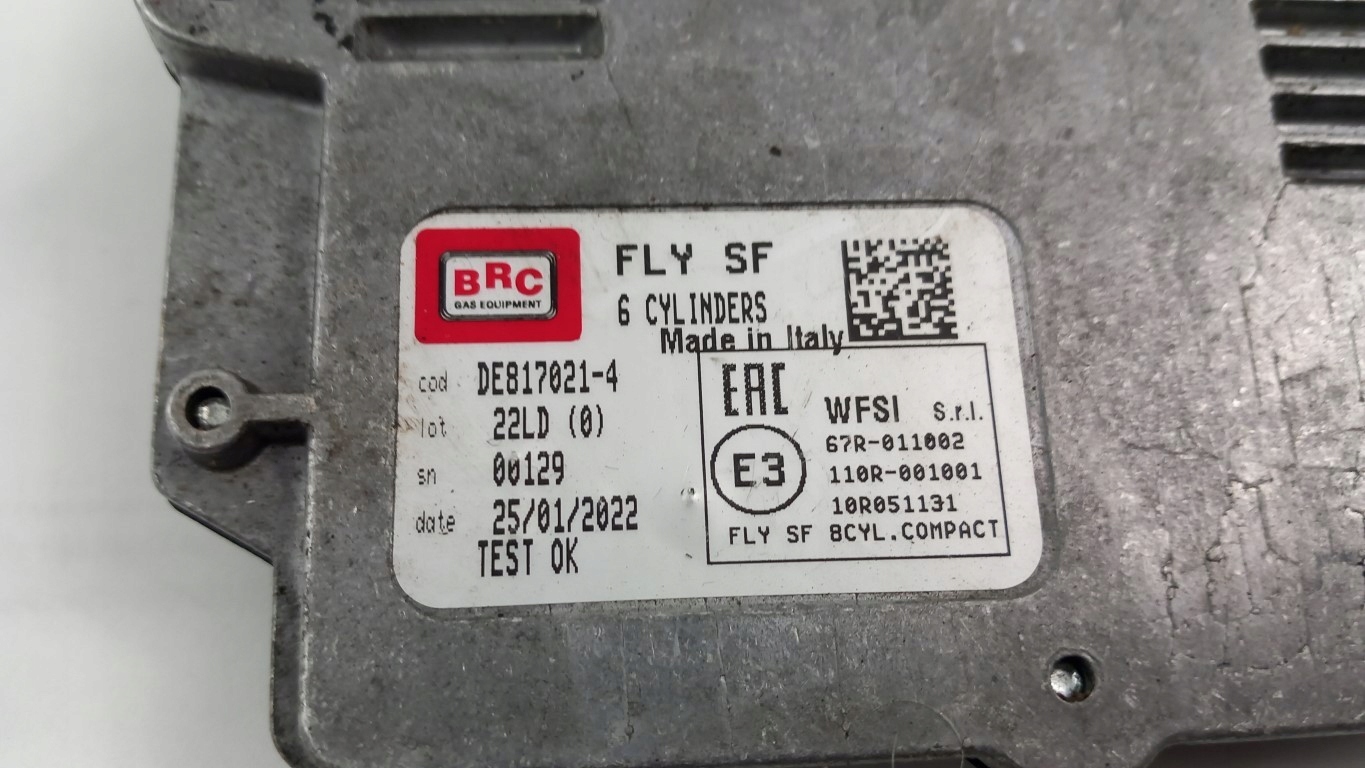 BRC
GAS EQUIPMENT
FLY SF
6 CYLINDERS
Made in Italy
cod DE817021-4
lot 22LD (0)
sn 00129
date 25/01/2022
TEST OK
EAC
WFSI S.r.l.
E3
67R-011002
110R-001001
10R051131
FLY SF 8CYL.COMPACT